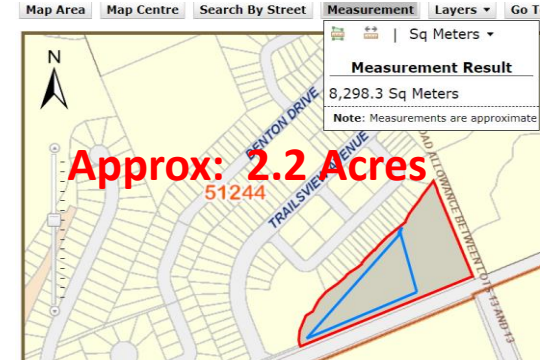 Map Area Map Centre Search By Street Measurement Layers Go T
| Sq Meters
Measurement Result
8,298.3 Sq Meters
Note: Measurements are approximate
N
BENTON DRIVE
Approx: 2.2 Acres
51244
TRAILSVIEW AVENUE
AD ALLOWANCE BETWEEN LOTS 13 AND 13